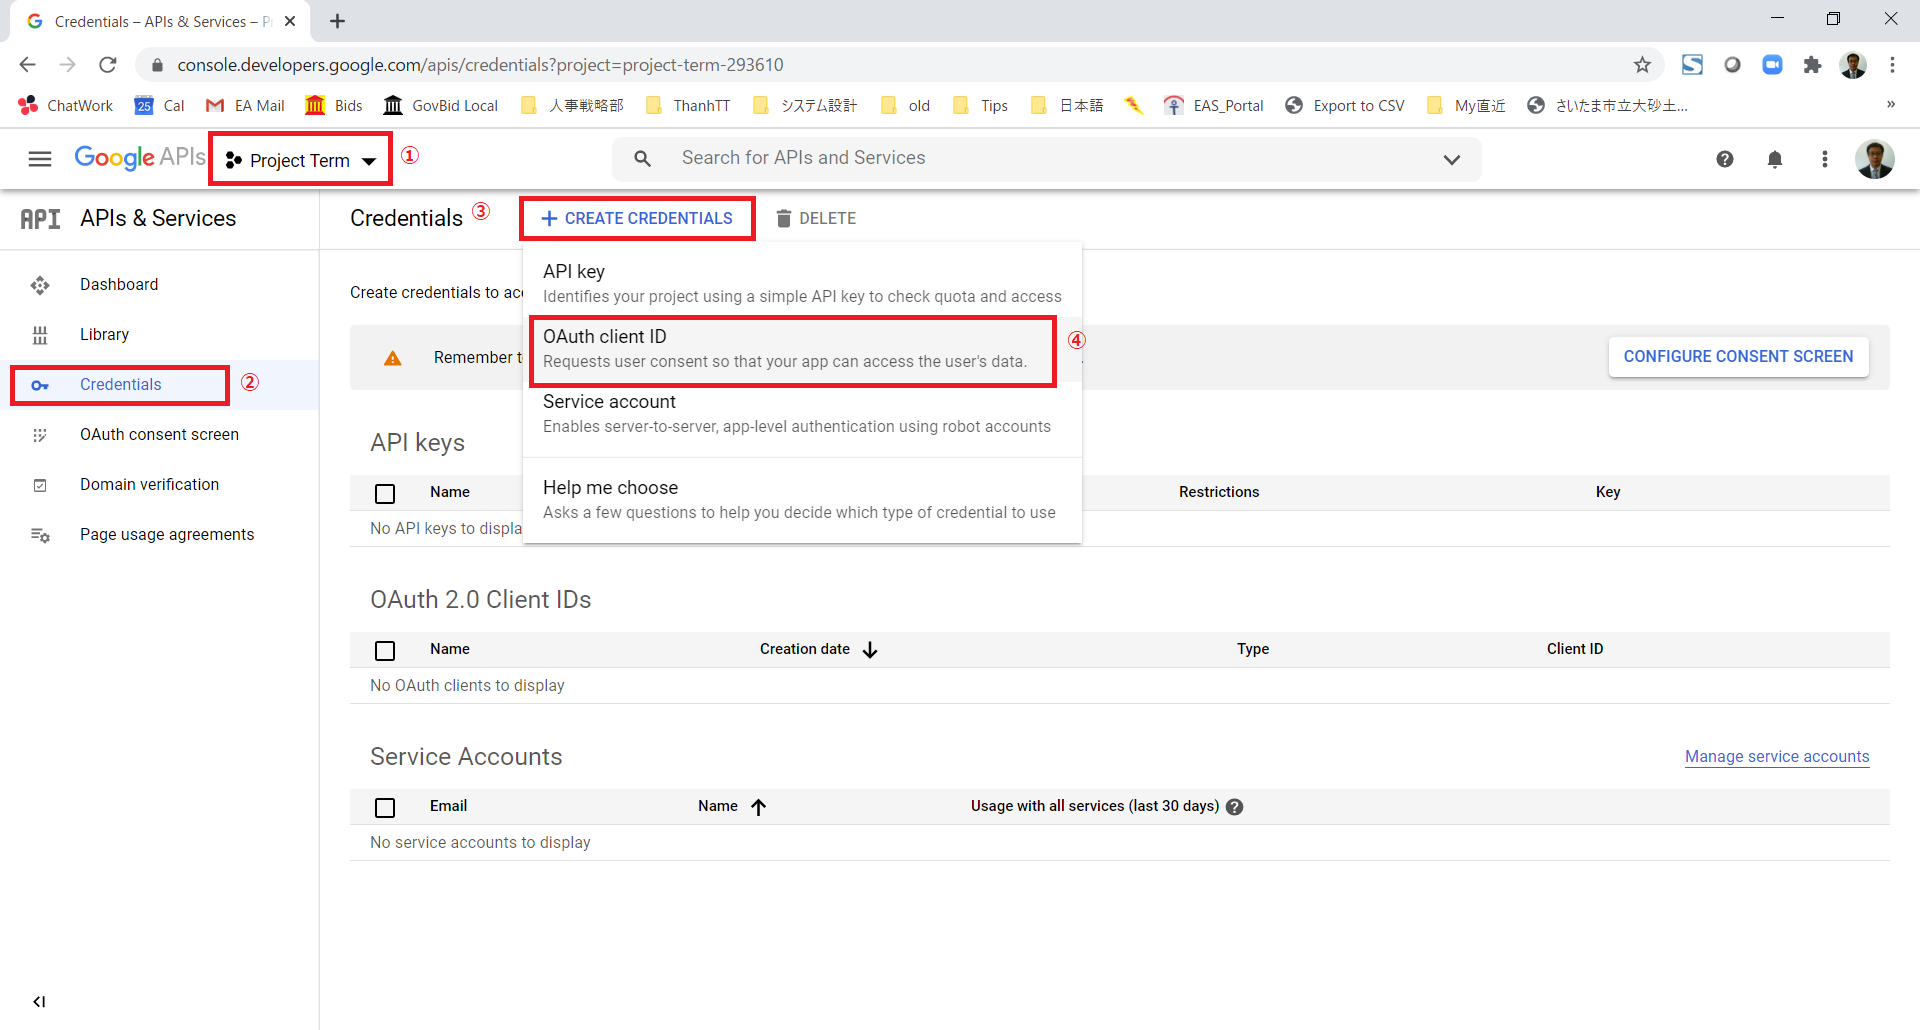 Credentials – APIs & Services – P
console.developers.google.com/apis/credentials?project=project-term-293610
ChatWork
25 Cal
EA Mail
Bids
GovBid Local
人事戦略部
ThanhTT
システム設計
old
Tips
日本語
EAS_Portal
Export to CSV
My直近
さいたま市立大砂土...
»
Google APIs
Project Term
①
Search for APIs and Services
API APIs & Services
Credentials ③
+ CREATE CREDENTIALS
DELETE
Dashboard
Library
Credentials ②
OAuth consent screen
Domain verification
Page usage agreements
Create credentials to acc
API key
Identifies your project using a simple API key to check quota and access
Remember t
OAuth client ID ④
Requests user consent so that your app can access the user's data.
CONFIGURE CONSENT SCREEN
Service account
Enables server-to-server, app-level authentication using robot accounts
Help me choose
Asks a few questions to help you decide which type of credential to use
API keys
Name Restrictions Key
No API keys to displa
OAuth 2.0 Client IDs
Name Creation date Type Client ID
No OAuth clients to display
Service Accounts
Manage service accounts
Email Name Usage with all services (last 30 days)
No service accounts to display